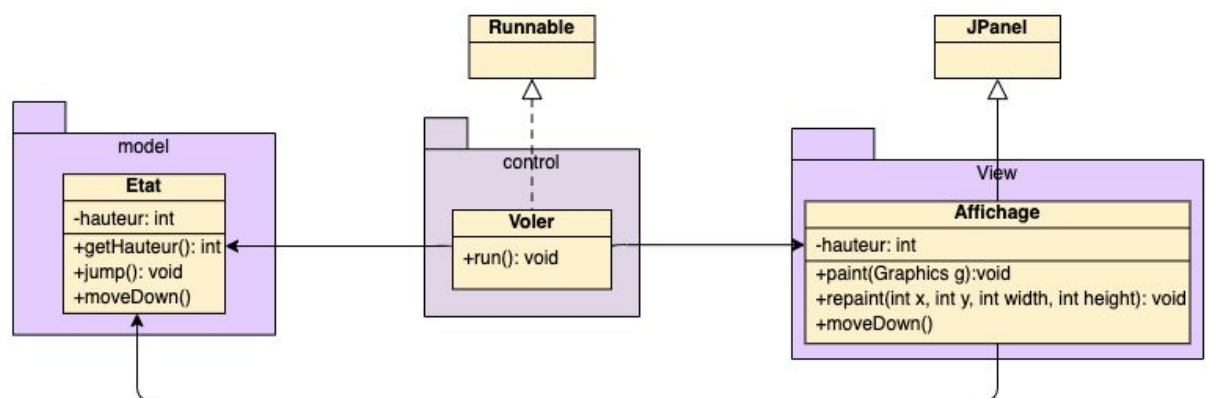 Runnable
JPanel
model
Etat
-hauteur: int
+getHauteur(): int
+jump(): void
+moveDown()
control
Voler
+run(): void
View
Affichage
-hauteur: int
+paint(Graphics g):void
+repaint(int x, int y, int width, int height): void
+moveDown()